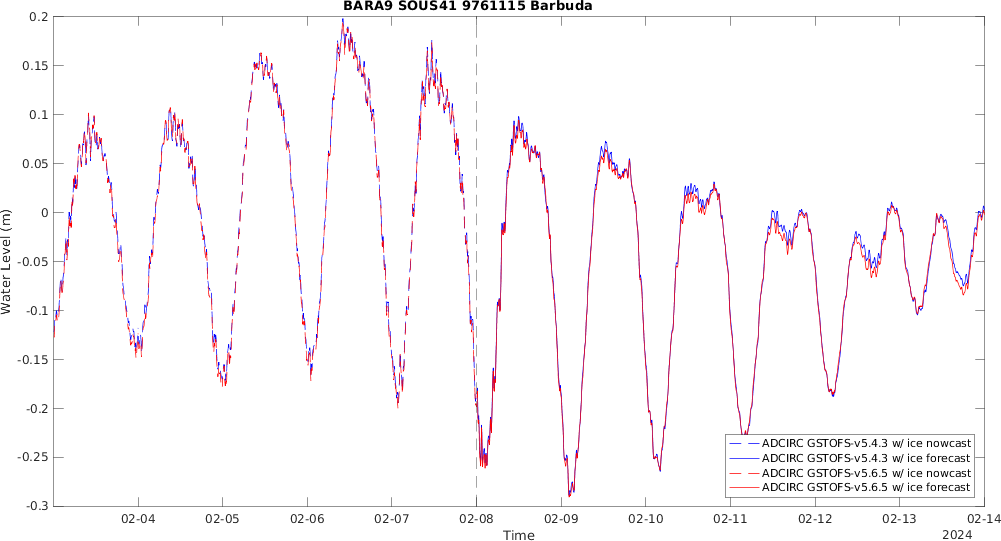 BARA9 SOUS41 9761115 Barbuda
0.2
0.15
0.1
0.05
0
-0.05
-0.1
-0.15
-0.2
-0.25
-0.3
Water Level (m)
ADCIRC GSTOFS-v5.4.3 w/ ice nowcast
ADCIRC GSTOFS-v5.4.3 w/ ice forecast
ADCIRC GSTOFS-v5.6.5 w/ ice nowcast
ADCIRC GSTOFS-v5.6.5 w/ ice forecast
02-04 02-05 02-06 02-07 02-08 02-09 02-10 02-11 02-12 02-13 02-14
Time
2024